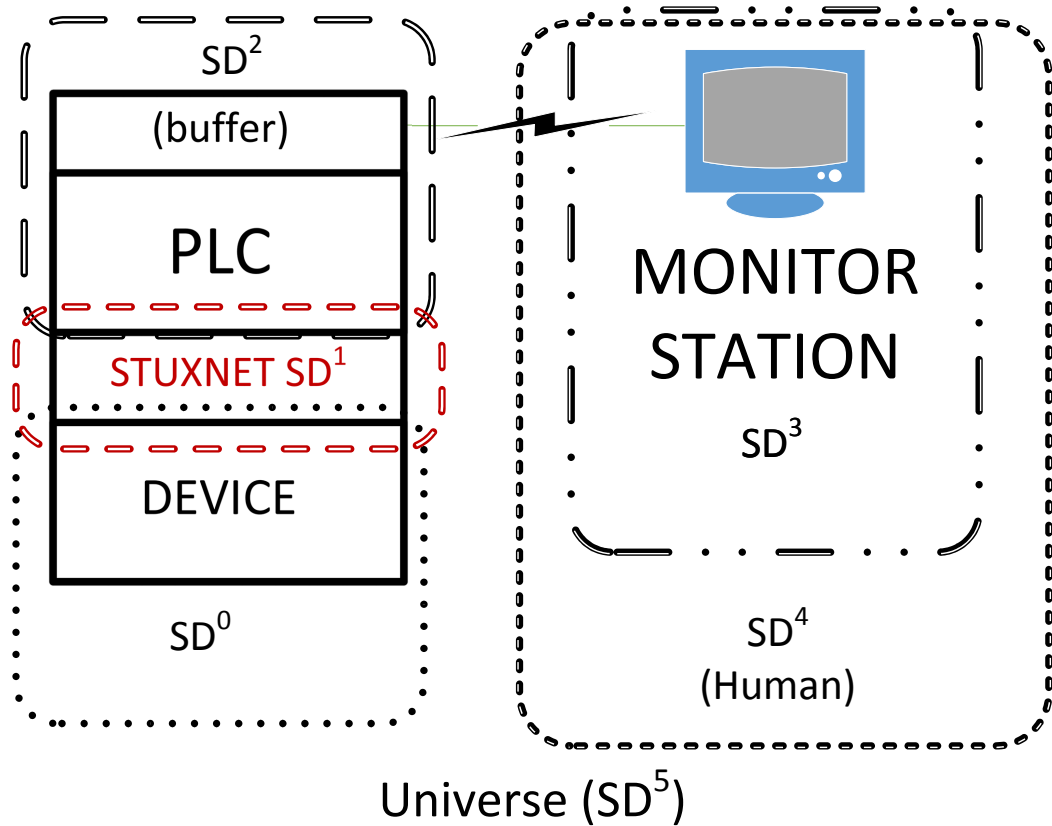 SD²
(buffer)
PLC
STUXNET SD¹
DEVICE
SD⁰
MONITOR
STATION
SD³
SD⁴
(Human)
Universe (SD⁵)